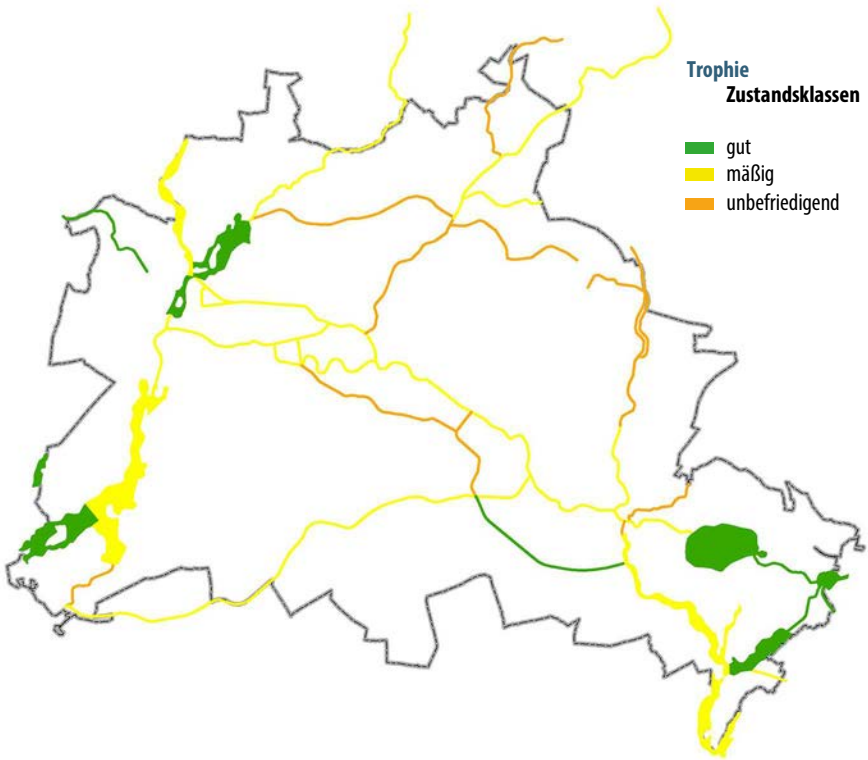 Trophie
Zustandsklassen
gut
mäßig
unbefriedigend